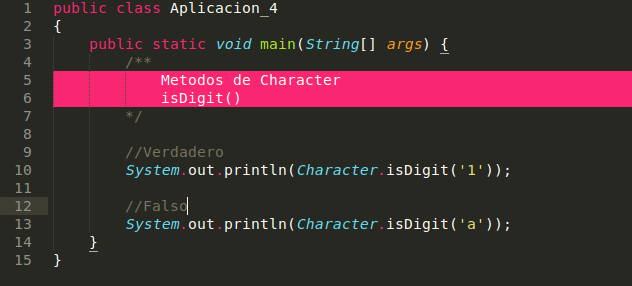 1 public class Aplicacion_4
2 {
3 public static void main(String[] args) {
4 /**
5 Metodos de Character
6 isDigit()
7 */
8
9 //Verdadero
10 System.out.println(Character.isDigit('1'));
11
12 //Falso
13 System.out.println(Character.isDigit('a'));
14 }
15 }